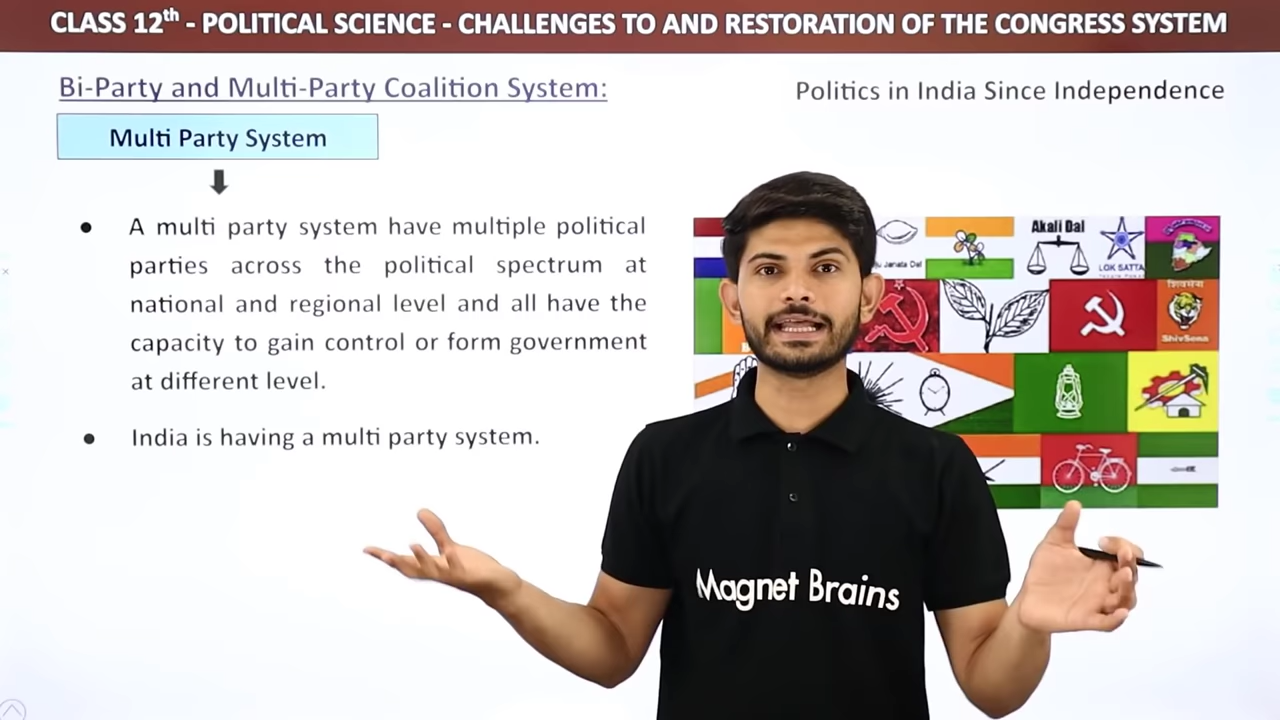 CLASS 12th - POLITICAL SCIENCE - CHALLENGES TO AND RESTORATION OF THE CONGRESS SYSTEM
Bi-Party and Multi-Party Coalition System:
Politics in India Since Independence
Multi Party System
● A multi party system have multiple political
parties across the political spectrum at
national and regional level and all have the
capacity to gain control or form government
at different level.
● India is having a multi party system.
Janata Dal
Akali Dal
LOK SATTA
शिवसेना
ShivSena
Magnet Brains